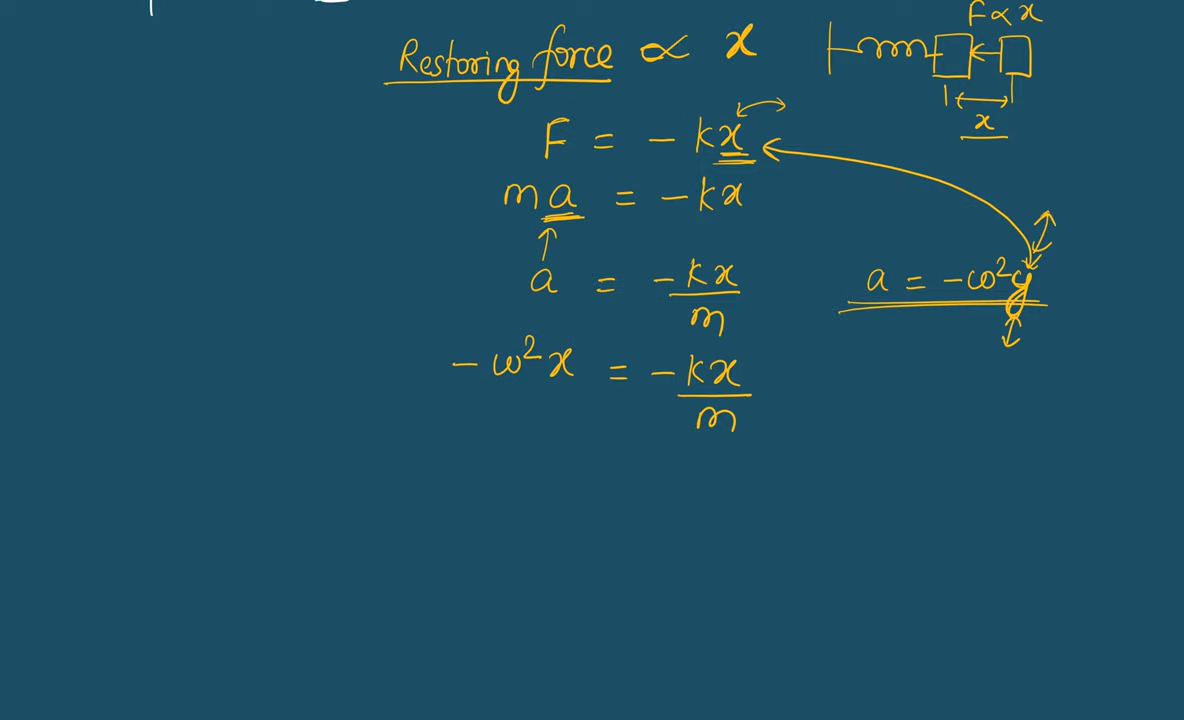 F ∝ x
Restoring force ∝ x
x
F = - kx
ma = -kx
a = -kx/m
a = -ω²y
- ω²x = -kx/m